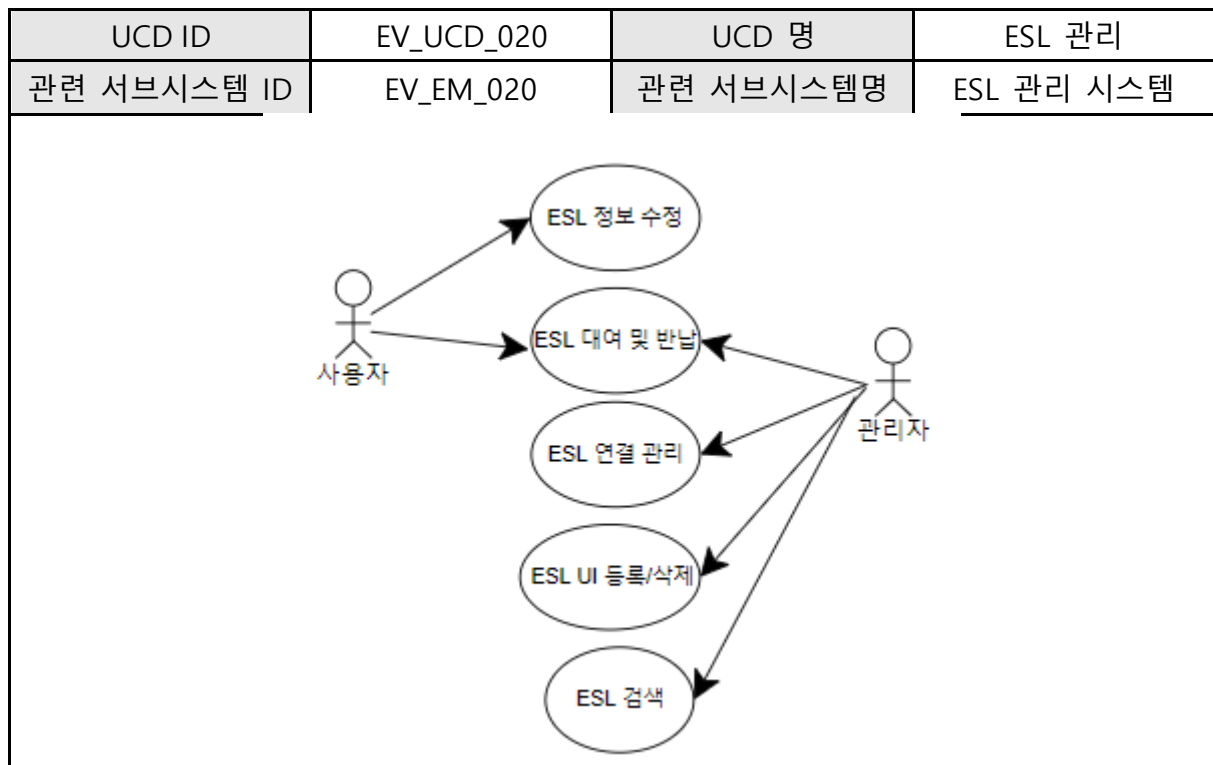 UCD ID EV_UCD_020 UCD 명 ESL 관리
관련 서브시스템 ID EV_EM_020 관련 서브시스템명 ESL 관리 시스템
ESL 정보 수정
ESL 대여 및 반납
사용자
관리자
ESL 연결 관리
ESL UI 등록/삭제
ESL 검색